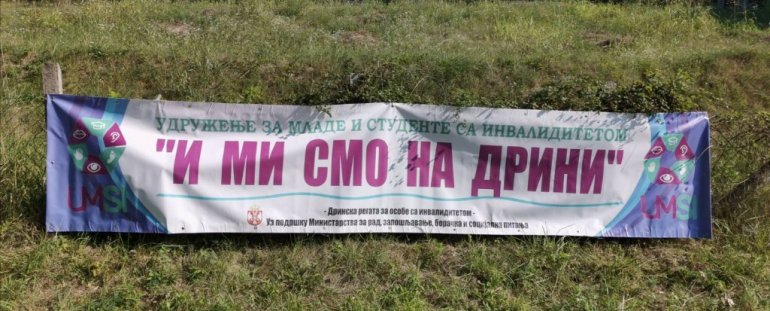 УДРУЖЕЊЕ ЗА МЛАДЕ И СТУДЕНТЕ СА ИНВАЛИДИТЕТОМ
"И МИ СМО НА ДРИНИ"
UMSI
UMSI
- Дринска регата за особе са инвалидитетом -
Уз подршку Министарства за рад, запошљавање, борачка и социјална питања